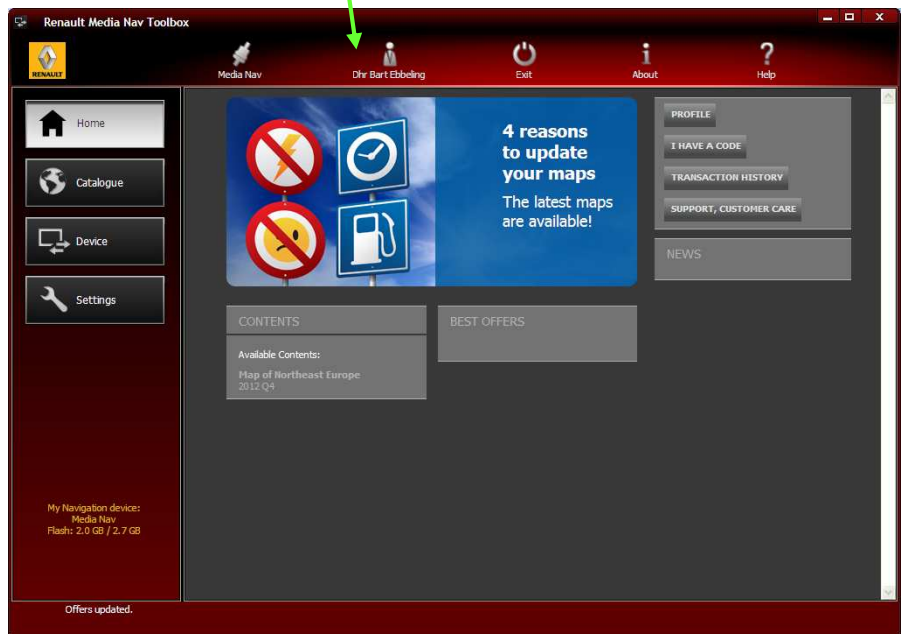 Renault Media Nav Toolbox
RENAULT
Media Nav
Dhr Bart Ebbeling
Exit
About
Help
Home
Catalogue
Device
Settings
4 reasons
to update
your maps
The latest maps
are available!
PROFILE
I HAVE A CODE
TRANSACTION HISTORY
SUPPORT, CUSTOMER CARE
NEWS
CONTENTS
Available Contents:
Map of Northeast Europe
2012 Q4
BEST OFFERS
My Navigation device:
Media Nav
Flash: 2.0 GB / 2.7 GB
Offers updated.